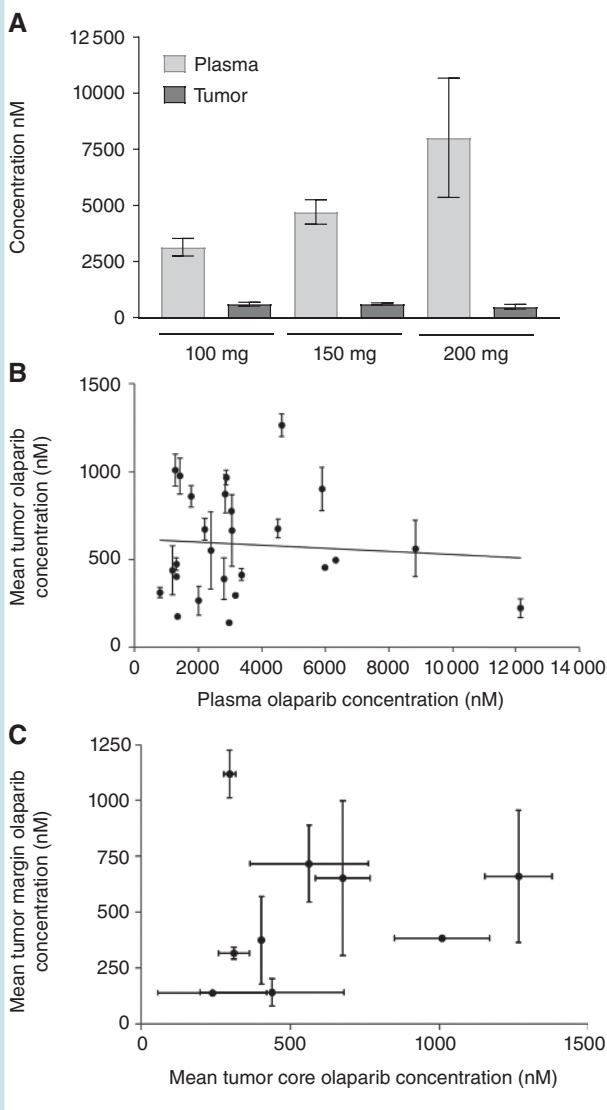 A
12 500
10000
7500
5000
2500
0
Concentration nM
Plasma
Tumor
100 mg
150 mg
200 mg
B
1500
1000
500
0
Mean tumor olaparib
concentration (nM)
0 2000 4000 6000 8000 10 000 12 000 14 000
Plasma olaparib concentration (nM)
C
1250
1000
750
500
250
0
Mean tumor margin olaparib
concentration (nM)
0 500 1000 1500
Mean tumor core olaparib concentration (nM)